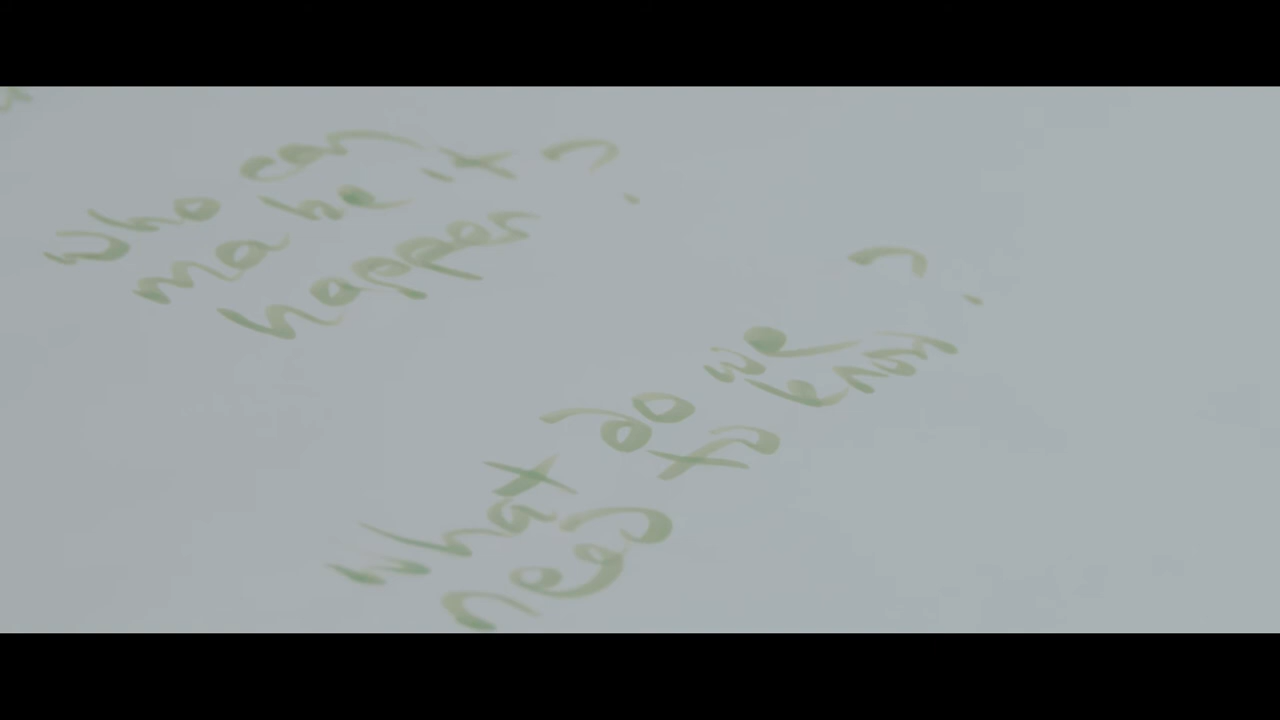 Who can
make it
happen ?
what do we
need to know ?